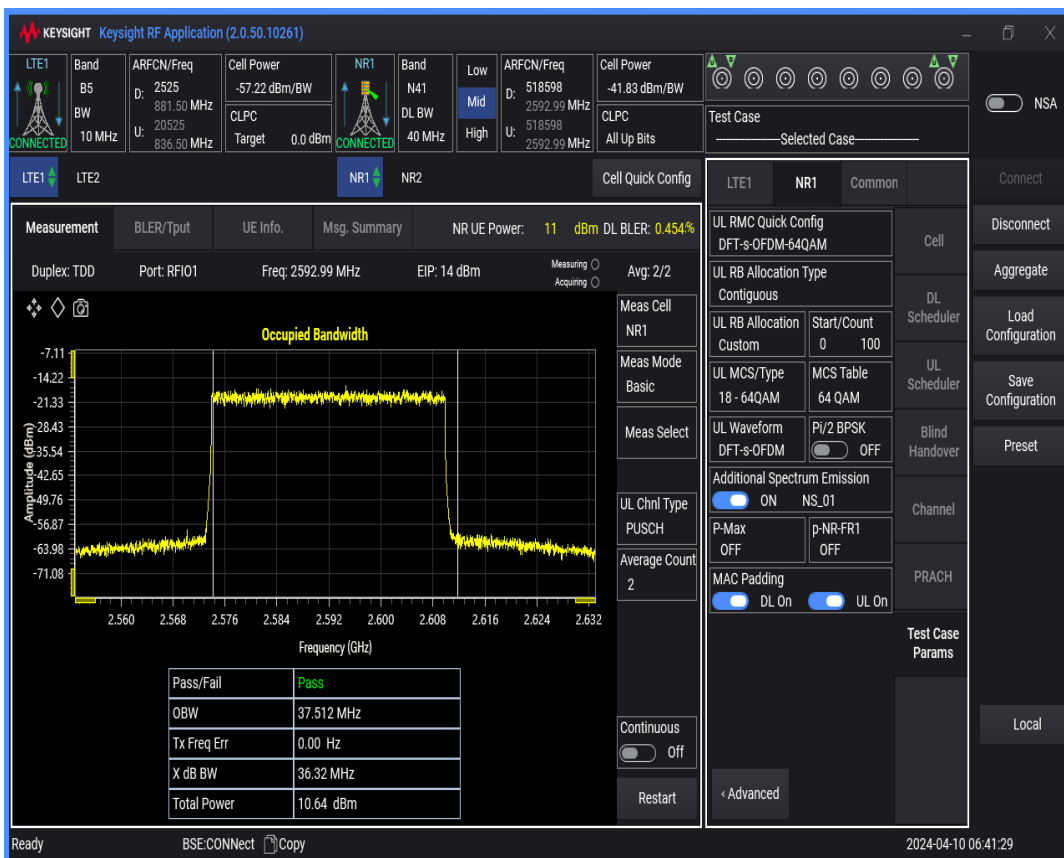 KEYSIGHT Keysight RF Application (2.0.50.10261)
LTE1 Band B5 BW 10 MHz CONNECTED
ARFCN/Freq D: 2525 881.50 MHz U: 20525 836.50 MHz
Cell Power -57.22 dBm/BW CLPC Target 0.0 dBm
NR1 Band N41 DL BW 40 MHz CONNECTED
Low Mid High
ARFCN/Freq D: 518598 2592.99 MHz U: 518598 2592.99 MHz
Cell Power -41.83 dBm/BW CLPC All Up Bits
Test Case
----------------Selected Case----------------
NSA
LTE1 LTE2 NR1 NR2 Cell Quick Config
Measurement BLER/Tput UE Info. Msg. Summary NR UE Power: 11 dBm DL BLER: 0.454%
Duplex: TDD Port: RFIO1 Freq: 2592.99 MHz EIP: 14 dBm Measuring Acquiring Avg: 2/2
Occupied Bandwidth
Amplitude (dBm)
-7.11
-14.22
-21.33
-28.43
-35.54
-42.65
-49.76
-56.87
-63.98
-71.08
2.560 2.568 2.576 2.584 2.592 2.600 2.608 2.616 2.624 2.632
Frequency (GHz)
Pass/Fail Pass
OBW 37.512 MHz
Tx Freq Err 0.00 Hz
X dB BW 36.32 MHz
Total Power 10.64 dBm
Meas Cell
NR1
Meas Mode
Basic
Meas Select
UL Chnl Type
PUSCH
Average Count
2
Continuous
Off
Restart
LTE1 NR1 Common
UL RMC Quick Config
DFT-s-OFDM-64QAM
UL RB Allocation Type
Contiguous
UL RB Allocation Start/Count
Custom 0 100
UL MCS/Type MCS Table
18 - 64QAM 64 QAM
UL Waveform Pi/2 BPSK
DFT-s-OFDM OFF
Additional Spectrum Emission
ON NS_01
P-Max p-NR-FR1
OFF OFF
MAC Padding
DL On UL On
‹ Advanced
Cell
DL Scheduler
UL Scheduler
Blind Handover
Channel
PRACH
Test Case Params
Connect
Disconnect
Aggregate
Load Configuration
Save Configuration
Preset
Local
Ready BSE:CONNect Copy 2024-04-10 06:41:29